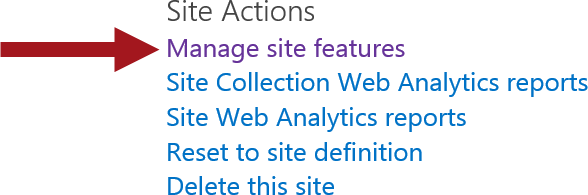 Site Actions
Manage site features
Site Collection Web Analytics reports
Site Web Analytics reports
Reset to site definition
Delete this site